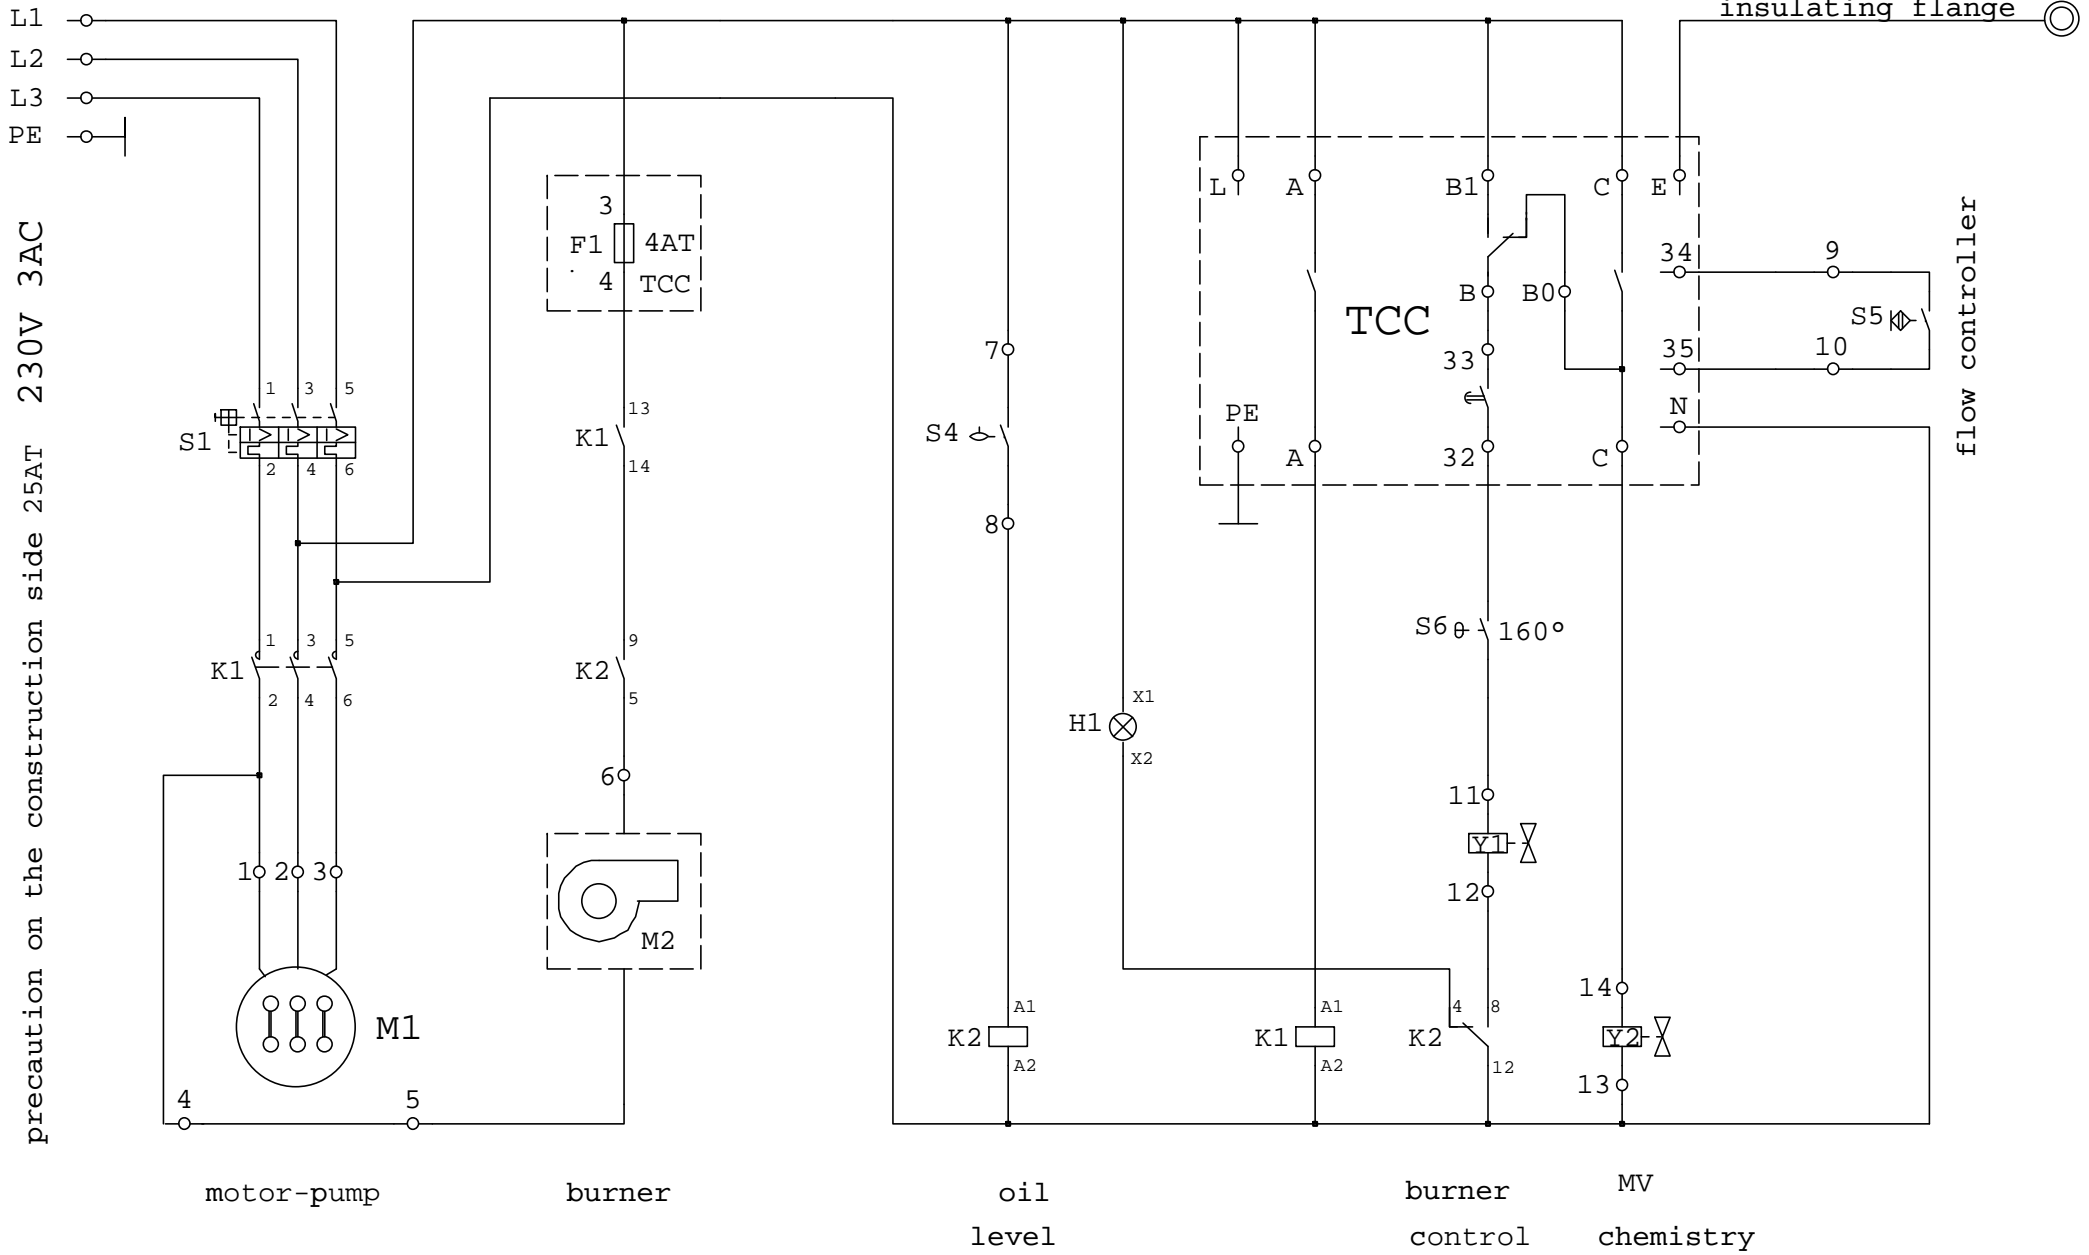 L1
insulating flange
L2
L3
PE
precaution on the construction side 25AT 230V 3AC
flow controller
L
A
B1
C
E
3
F1
4AT
4
TCC
34
9
B
B0
TCC
S5
33
35
10
7
1
3
5
13
N
PE
S1
K1
S4
A
32
C
2
4
6
14
8
S6
160°
1
3
5
9
K1
K2
2
4
6
5
X1
H1
X2
6
11
Y1
1
2
3
12
M2
14
A1
A1
4
8
M1
K2
K1
K2
Y2
A2
A2
12
13
4
5
motor-pump
burner
oil
level
burner
control
MV
chemistry